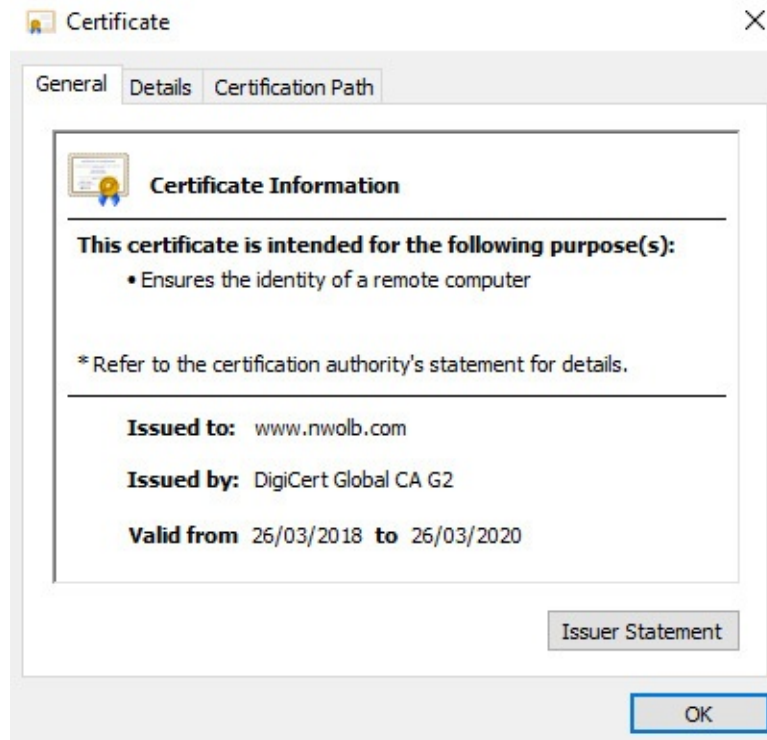 Certificate
General Details Certification Path
Certificate Information
This certificate is intended for the following purpose(s):
• Ensures the identity of a remote computer
* Refer to the certification authority's statement for details.
Issued to: www.nwolb.com
Issued by: DigiCert Global CA G2
Valid from 26/03/2018 to 26/03/2020
Issuer Statement
OK